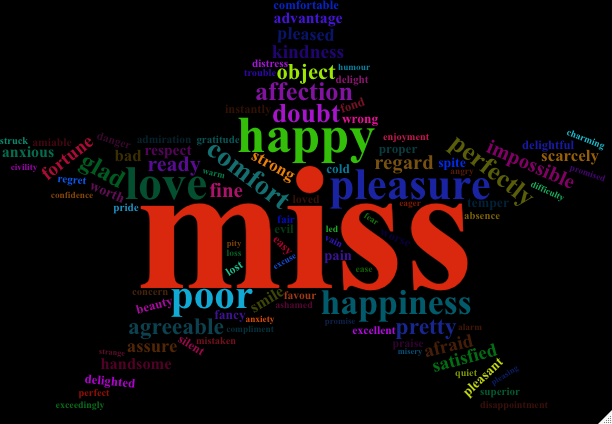 comfortable
advantage
pleased
kindness
distress
humour
trouble
object
delight
affection
fond
instantly
doubt
wrong
happy
enjoyment
charming
struck
amiable
danger
admiration
gratitude
proper
delightful
anxious
fortune
bad
respect
comfort
strong
perfectly
impossible
scarcely
civility
glad
ready
warm
cold
regard
spite
angry
promised
regret
worth
love
fine
loved
pleasure
difficulty
confidence
eager
temper
pride
miss
fair
fear
absence
evil
led
pity
easy
vain
loss
pain
lost
excuse
ease
concern
poor
smile
favour
happiness
beauty
ashamed
fancy
anxiety
promise
agreeable
compliment
excellent
pretty
alarm
assure
silent
mistaken
praise
afraid
strange
misery
satisfied
handsome
delighted
quiet
pleasant
pleasing
perfect
superior
exceedingly
disappointment